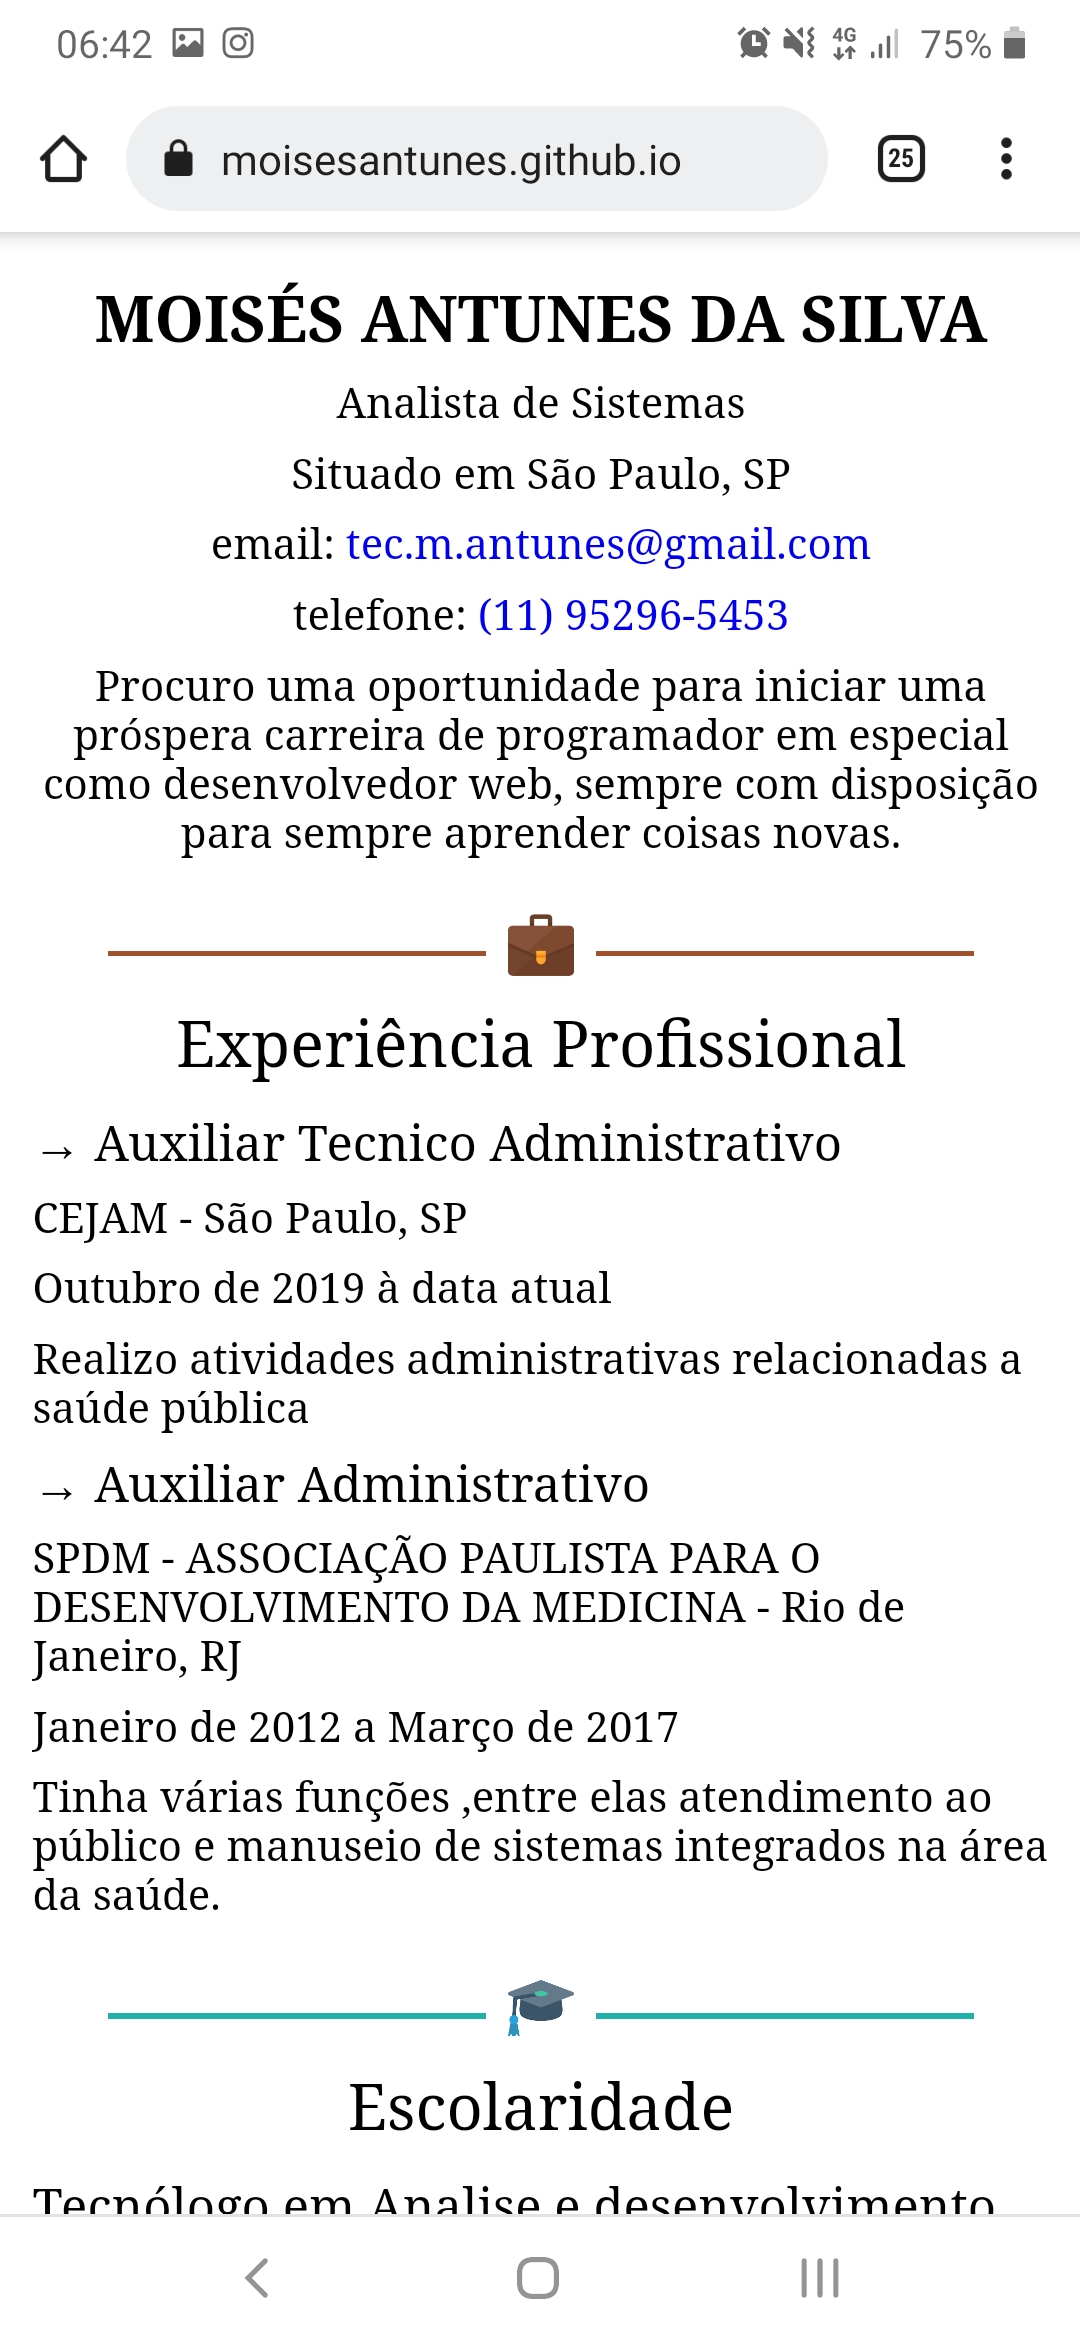 06:42
4G
75%
moisesantunes.github.io
25
MOISÉS ANTUNES DA SILVA
Analista de Sistemas
Situado em São Paulo, SP
email: tec.m.antunes@gmail.com
telefone: (11) 95296-5453
Procuro uma oportunidade para iniciar uma
próspera carreira de programador em especial
como desenvolvedor web, sempre com disposição
para sempre aprender coisas novas.
Experiência Profissional
→ Auxiliar Tecnico Administrativo
CEJAM - São Paulo, SP
Outubro de 2019 à data atual
Realizo atividades administrativas relacionadas a
saúde pública
→ Auxiliar Administrativo
SPDM - ASSOCIAÇÃO PAULISTA PARA O
DESENVOLVIMENTO DA MEDICINA - Rio de
Janeiro, RJ
Janeiro de 2012 a Março de 2017
Tinha várias funções ,entre elas atendimento ao
público e manuseio de sistemas integrados na área
da saúde.
Escolaridade
Tecnólogo em Analise e desenvolvimento